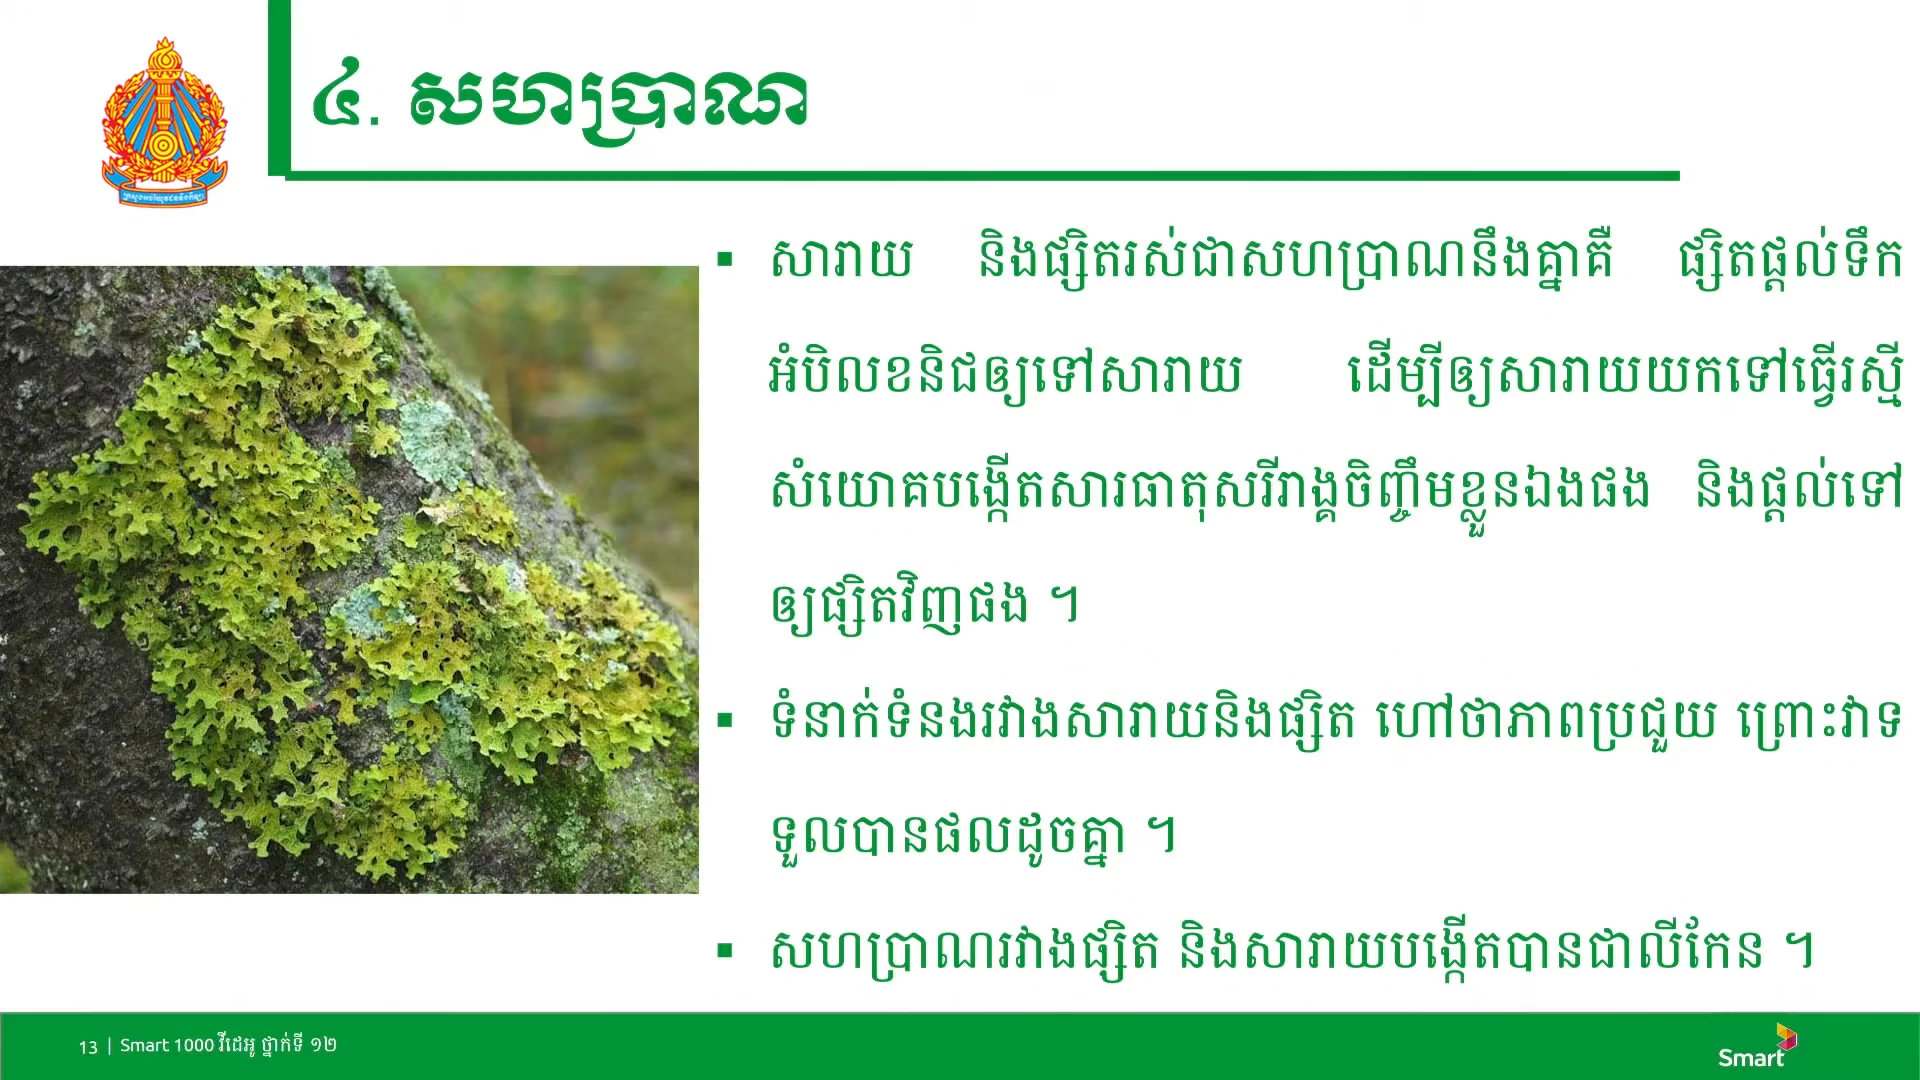 ៤. សហប្រាណ
▪ សារាយ និងផ្សិតរស់ជាសហប្រាណនឹងគ្នាគឺ ផ្សិតផ្តល់ទឹក
អំបិលខនិជឲ្យទៅសារាយ ដើម្បីឲ្យសារាយយកទៅធ្វើរស្មី
សំយោគបង្កើតសារធាតុសរីរាង្គចិញ្ចឹមខ្លួនឯងផង និងផ្តល់ទៅ
ឲ្យផ្សិតវិញផង ។
▪ ទំនាក់ទំនងរវាងសារាយនិងផ្សិត ហៅថាភាពប្រជួយ ព្រោះវាទ
ទួលបានផលដូចគ្នា ។
▪ សហប្រាណរវាងផ្សិត និងសារាយបង្កើតបានជាលីកែន ។
13 | Smart 1000 វីដេអូ ថ្នាក់ទី ១២
Smart